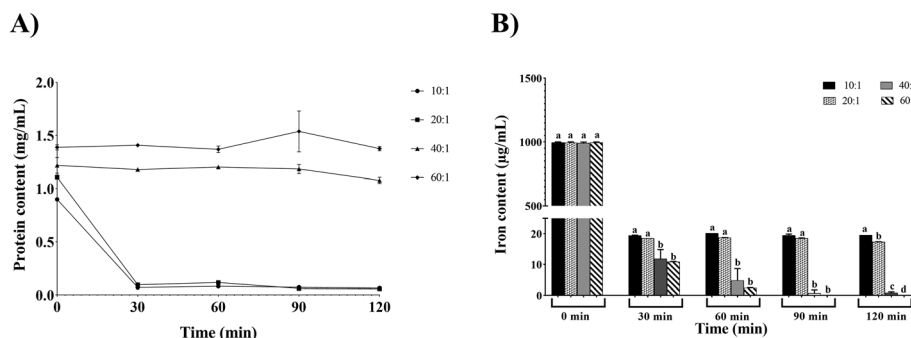 A)
B)
2.0
1.5
1.0
0.5
0.0
0
30
60
90
120
Protein content (mg/mL)
Time (min)
10:1
20:1
40:1
60:1
1500
1000
500
20
10
0
Iron content (µg/mL)
10:1
40:
20:1
60:
a a a a
a a b b
a a b b
a a b b
a b c d
0 min
30 min
60 min
90 min
120 min
Time (min)